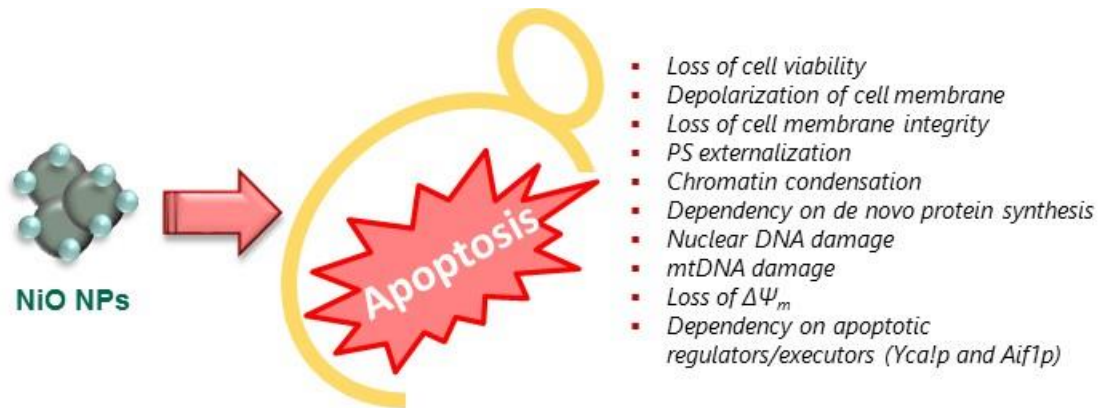 NiO NPs
Apoptosis
▪ Loss of cell viability
▪ Depolarization of cell membrane
▪ Loss of cell membrane integrity
▪ PS externalization
▪ Chromatin condensation
▪ Dependency on de novo protein synthesis
▪ Nuclear DNA damage
▪ mtDNA damage
▪ Loss of ΔΨm
▪ Dependency on apoptotic
regulators/executors (Yca!p and Aif1p)